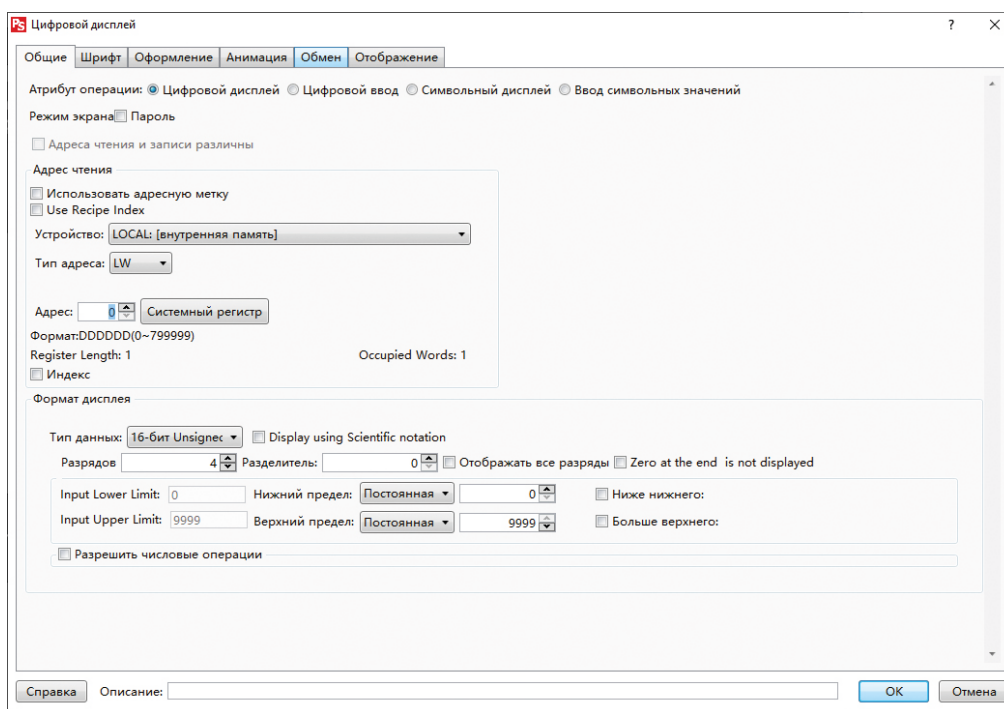 PS Цифровой дисплей ? ×
Общие Шрифт Оформление Анимация Обмен Отображение
Атрибут операции: Цифровой дисплей Цифровой ввод Символьный дисплей Ввод символьных значений
Режим экрана Пароль
Адреса чтения и записи различны
Адрес чтения
Использовать адресную метку
Use Recipe Index
Устройство: LOCAL: [внутренняя память]
Тип адреса: LW
Адрес: 0 Системный регистр
Формат:DDDDDD(0~799999)
Register Length: 1 Occupied Words: 1
Индекс
Формат дисплея
Тип данных: 16-бит Unsignec Display using Scientific notation
Разрядов 4 Разделитель: 0 Отображать все разряды Zero at the end is not displayed
Input Lower Limit: 0 Нижний предел: Постоянная 0 Ниже нижнего:
Input Upper Limit: 9999 Верхний предел: Постоянная 9999 Больше верхнего:
Разрешить числовые операции
Справка Описание: OK Отмена